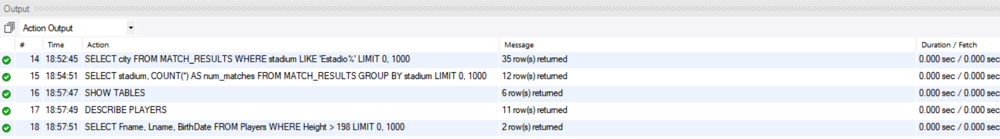 Output
Action Output
# Time Action Message Duration / Fetch
14 18:52:45 SELECT city FROM MATCH_RESULTS WHERE stadium LIKE 'Estadio%' LIMIT 0, 1000 35 row(s) returned 0.000 sec / 0.000 sec
15 18:54:51 SELECT stadium, COUNT(*) AS num_matches FROM MATCH_RESULTS GROUP BY stadium LIMIT 0, 1000 12 row(s) returned 0.000 sec / 0.000 sec
16 18:57:47 SHOW TABLES 6 row(s) returned 0.000 sec / 0.000 sec
17 18:57:49 DESCRIBE PLAYERS 11 row(s) returned 0.000 sec / 0.000 sec
18 18:57:51 SELECT Fname, Lname, BirthDate FROM Players WHERE Height > 198 LIMIT 0, 1000 2 row(s) returned 0.000 sec / 0.000 sec